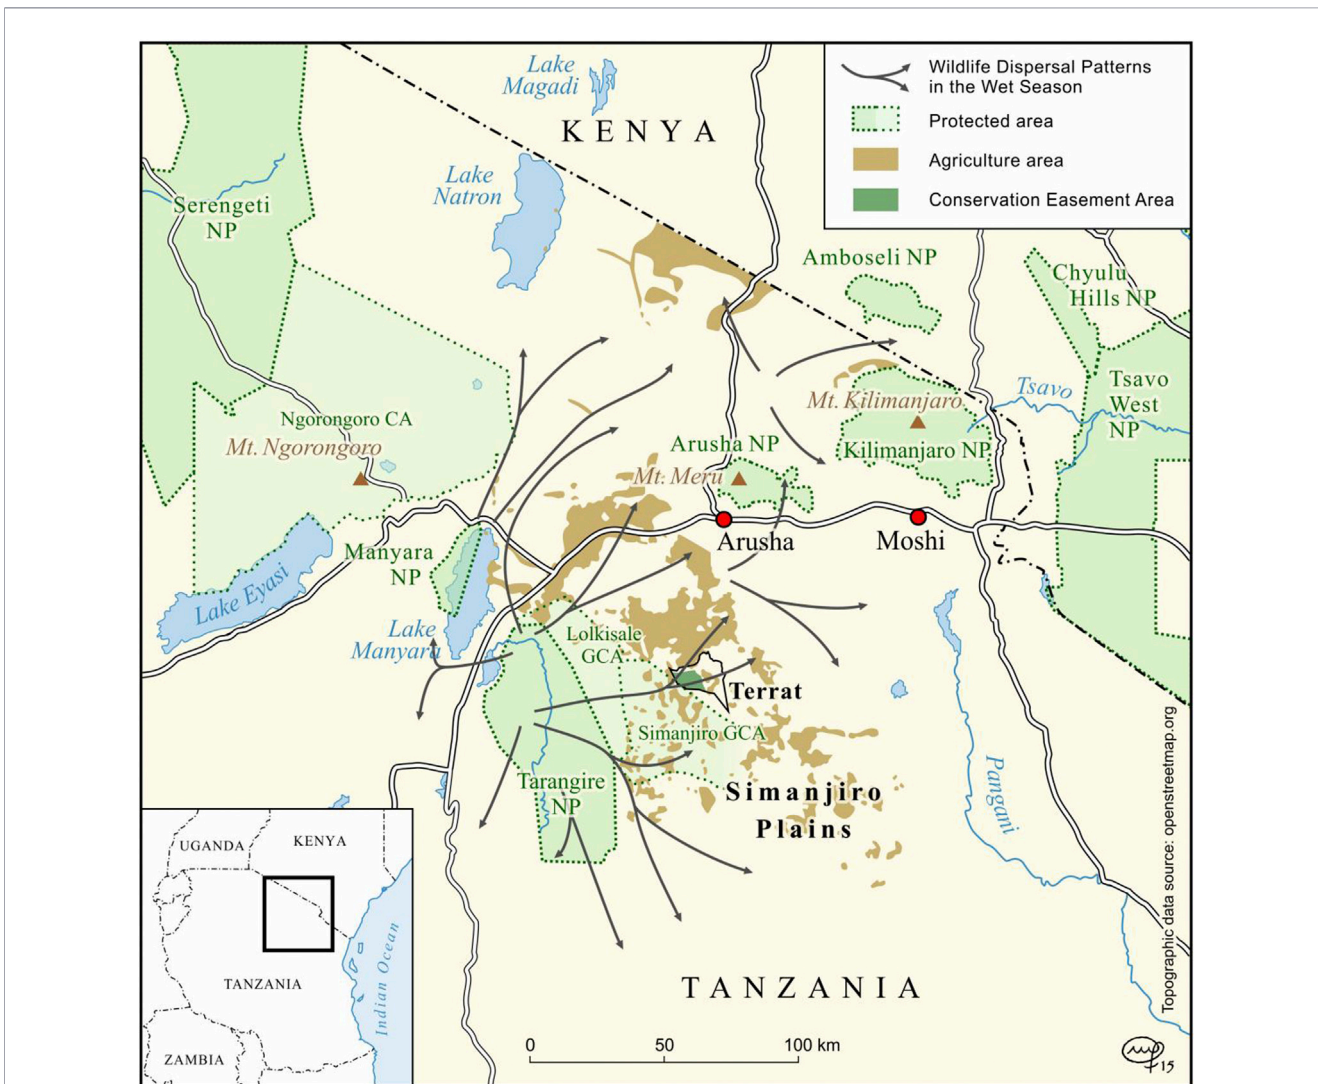 Lake
Magadi
KENYA
Wildlife Dispersal Patterns
in the Wet Season
Protected area
Agriculture area
Conservation Easement Area
Lake
Natron
Serengeti
NP
Amboseli NP
Chyulu
Hills NP
Tsavo
Tsavo
West
NP
Mt. Kilimanjaro
Kilimanjaro NP
Ngorongoro CA
Mt. Ngorongoro
Arusha NP
Mt. Meru
Arusha
Moshi
Manyara
NP
Lake Eyasi
Lake
Manyara
Lolkisale
GCA
Terrat
Simanjiro GCA
Tarangire
NP
Simanjiro
Plains
Pangani
TANZANIA
0 50 100 km
Topographic data source: openstreetmap.org
15
UGANDA
KENYA
TANZANIA
Indian Ocean
ZAMBIA